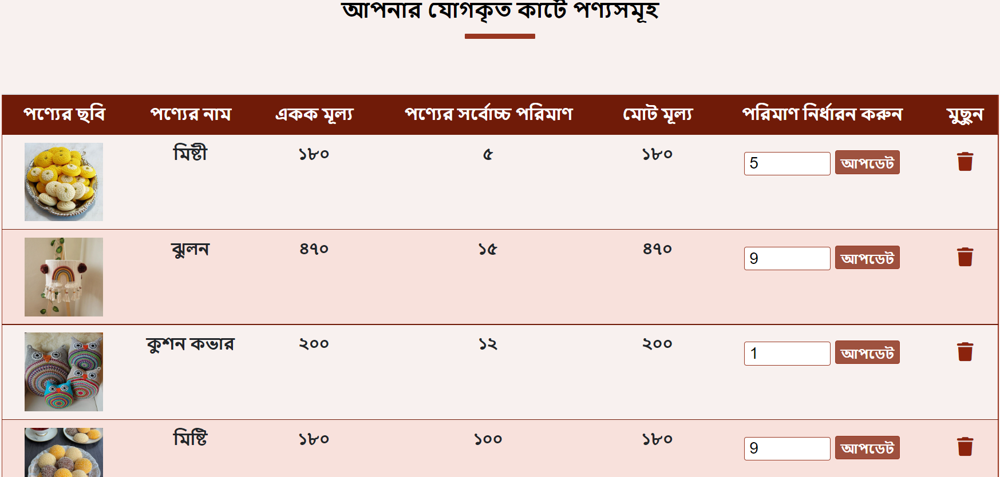 আপনার যোগকৃত কার্টে পণ্যসমূহ
পণ্যের ছবি পণ্যের নাম একক মূল্য পণ্যের সর্বোচ্চ পরিমাণ মোট মূল্য পরিমাণ নির্ধারন করুন মুছুন
মিষ্টী ১৮০ ৫ ১৮০ 5 আপডেট
ঝুলন ৪৭০ ১৫ ৪৭০ 9 আপডেট
কুশন কভার ২০০ ১২ ২০০ 1 আপডেট
মিষ্টি ১৮০ ১০০ ১৮০ 9 আপডেট